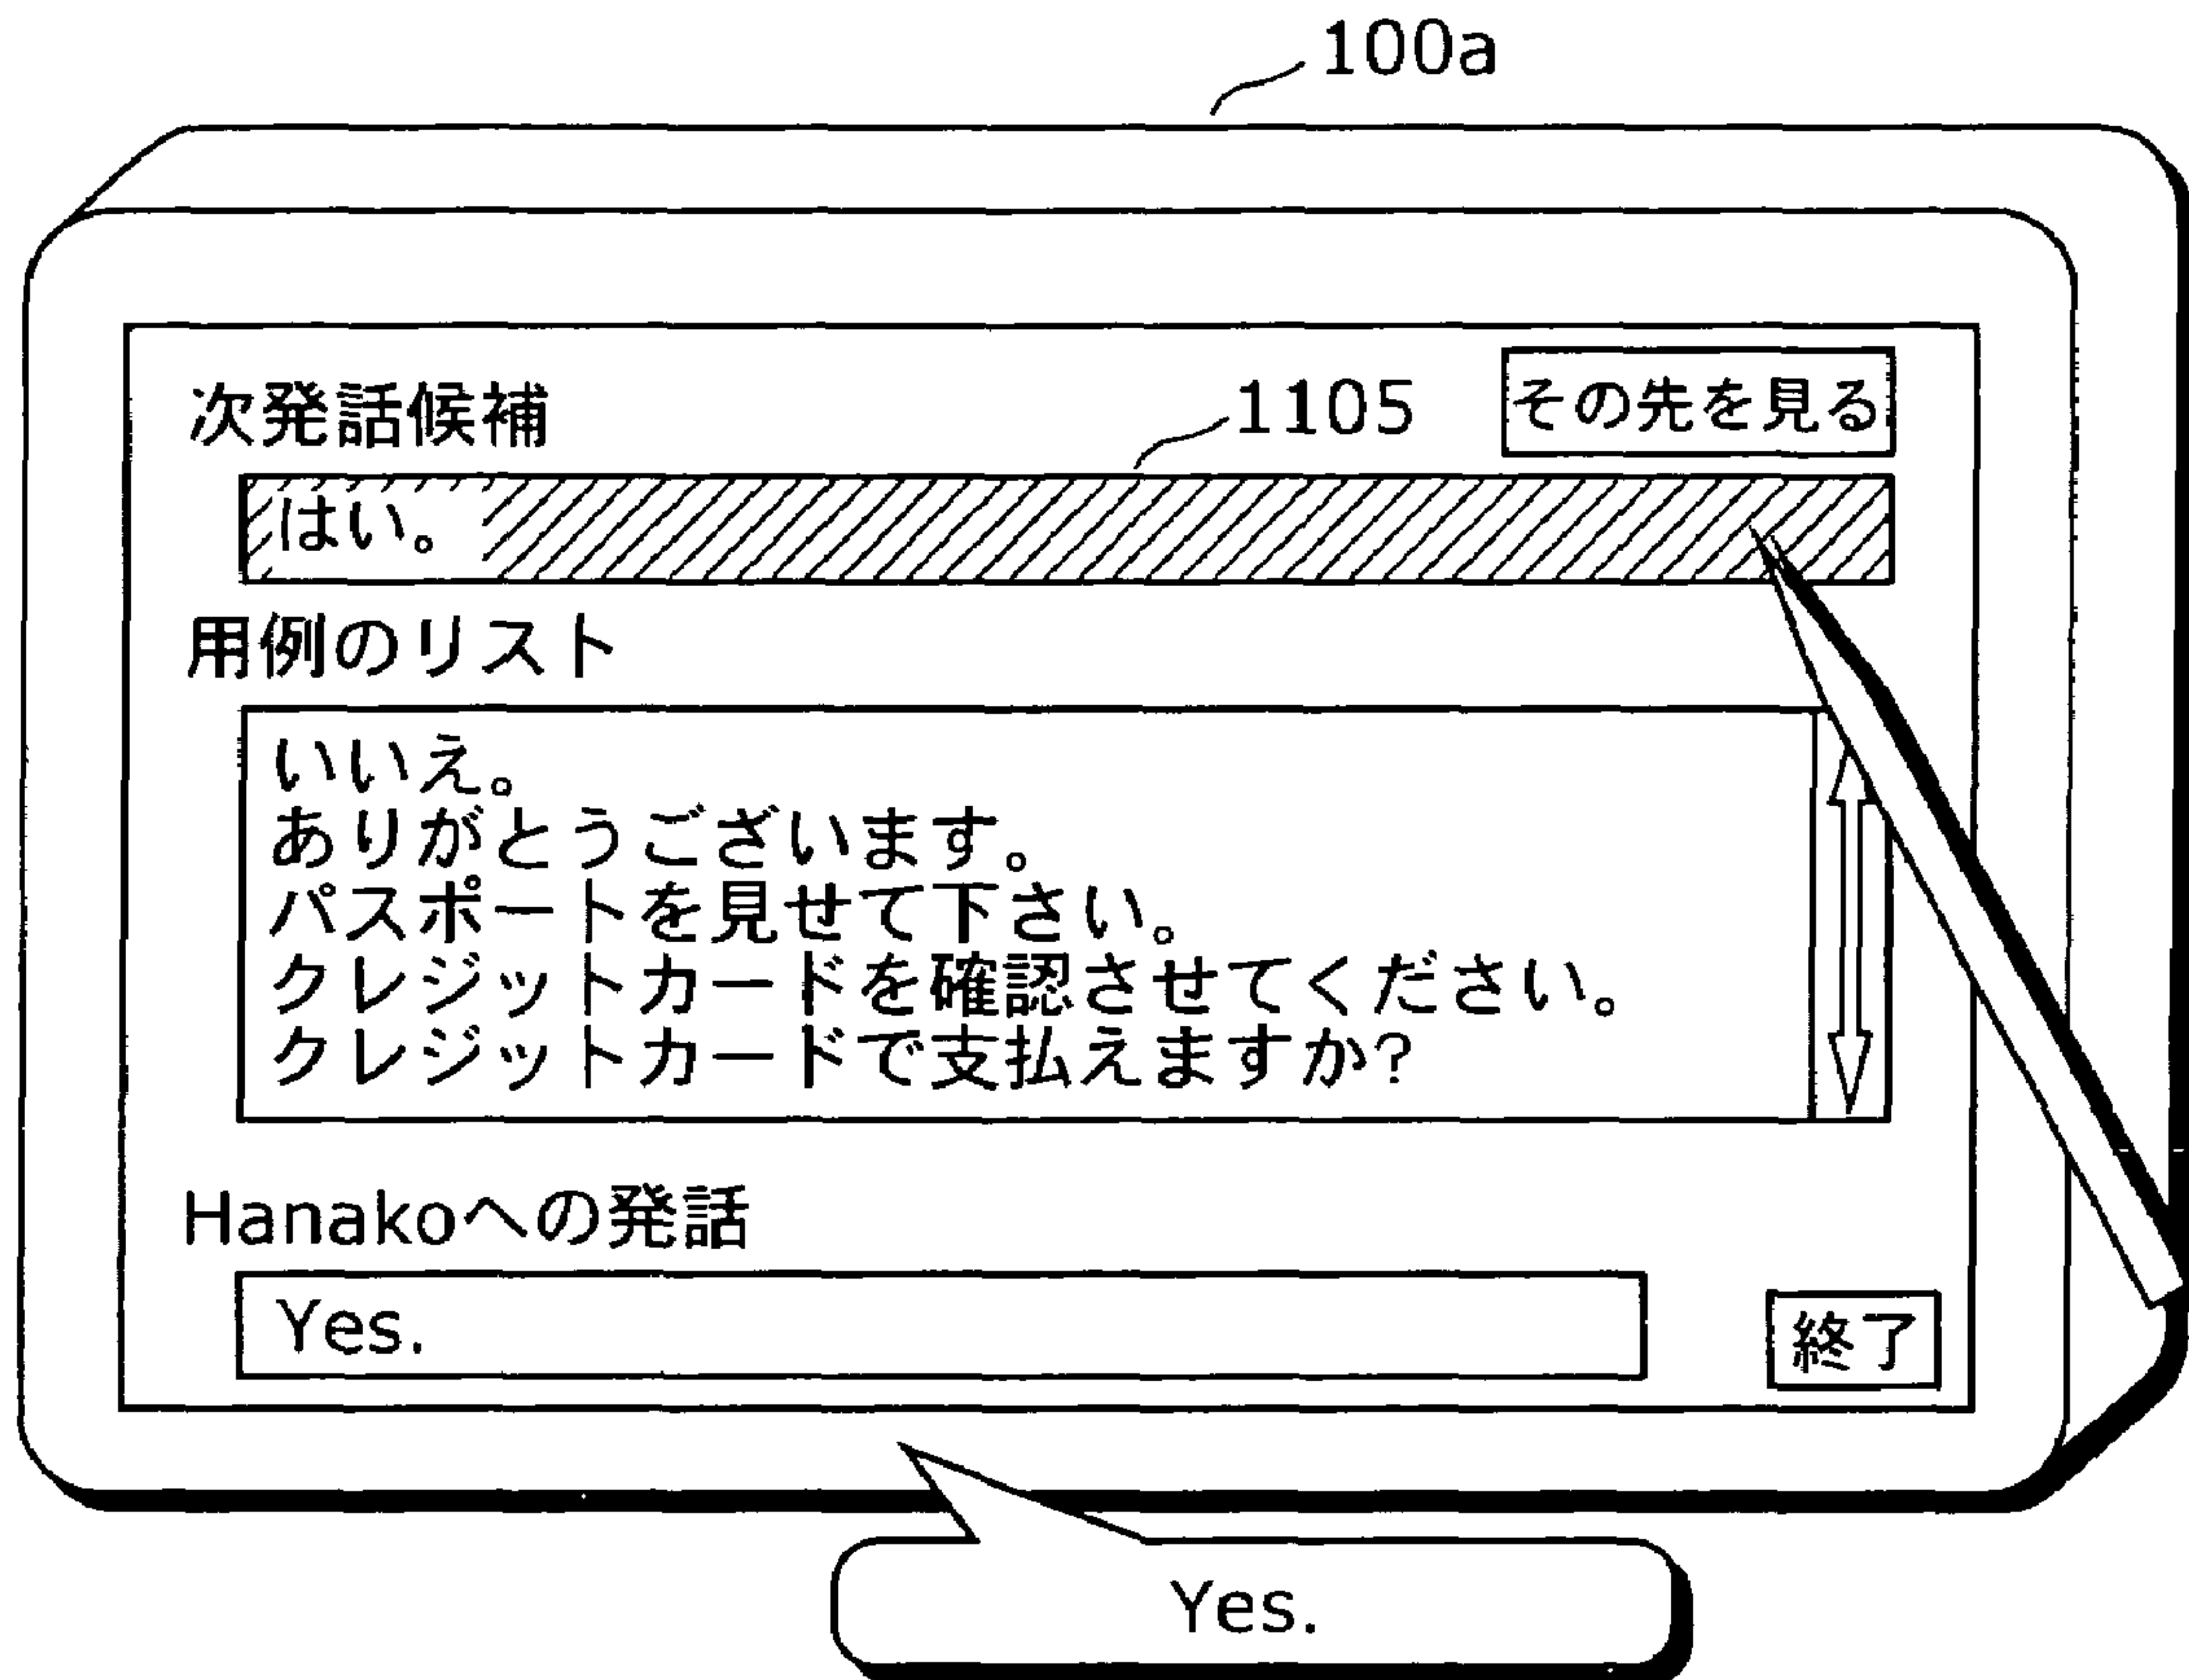 100a
次発話候補
1105
その先を見る
はい。
用例のリスト
いいえ。
ありがとうございます。
パスポートを見せて下さい。
クレジットカードを確認させてください。
クレジットカードで支払えますか?
Hanakoへの発話
Yes.
終了
Yes.